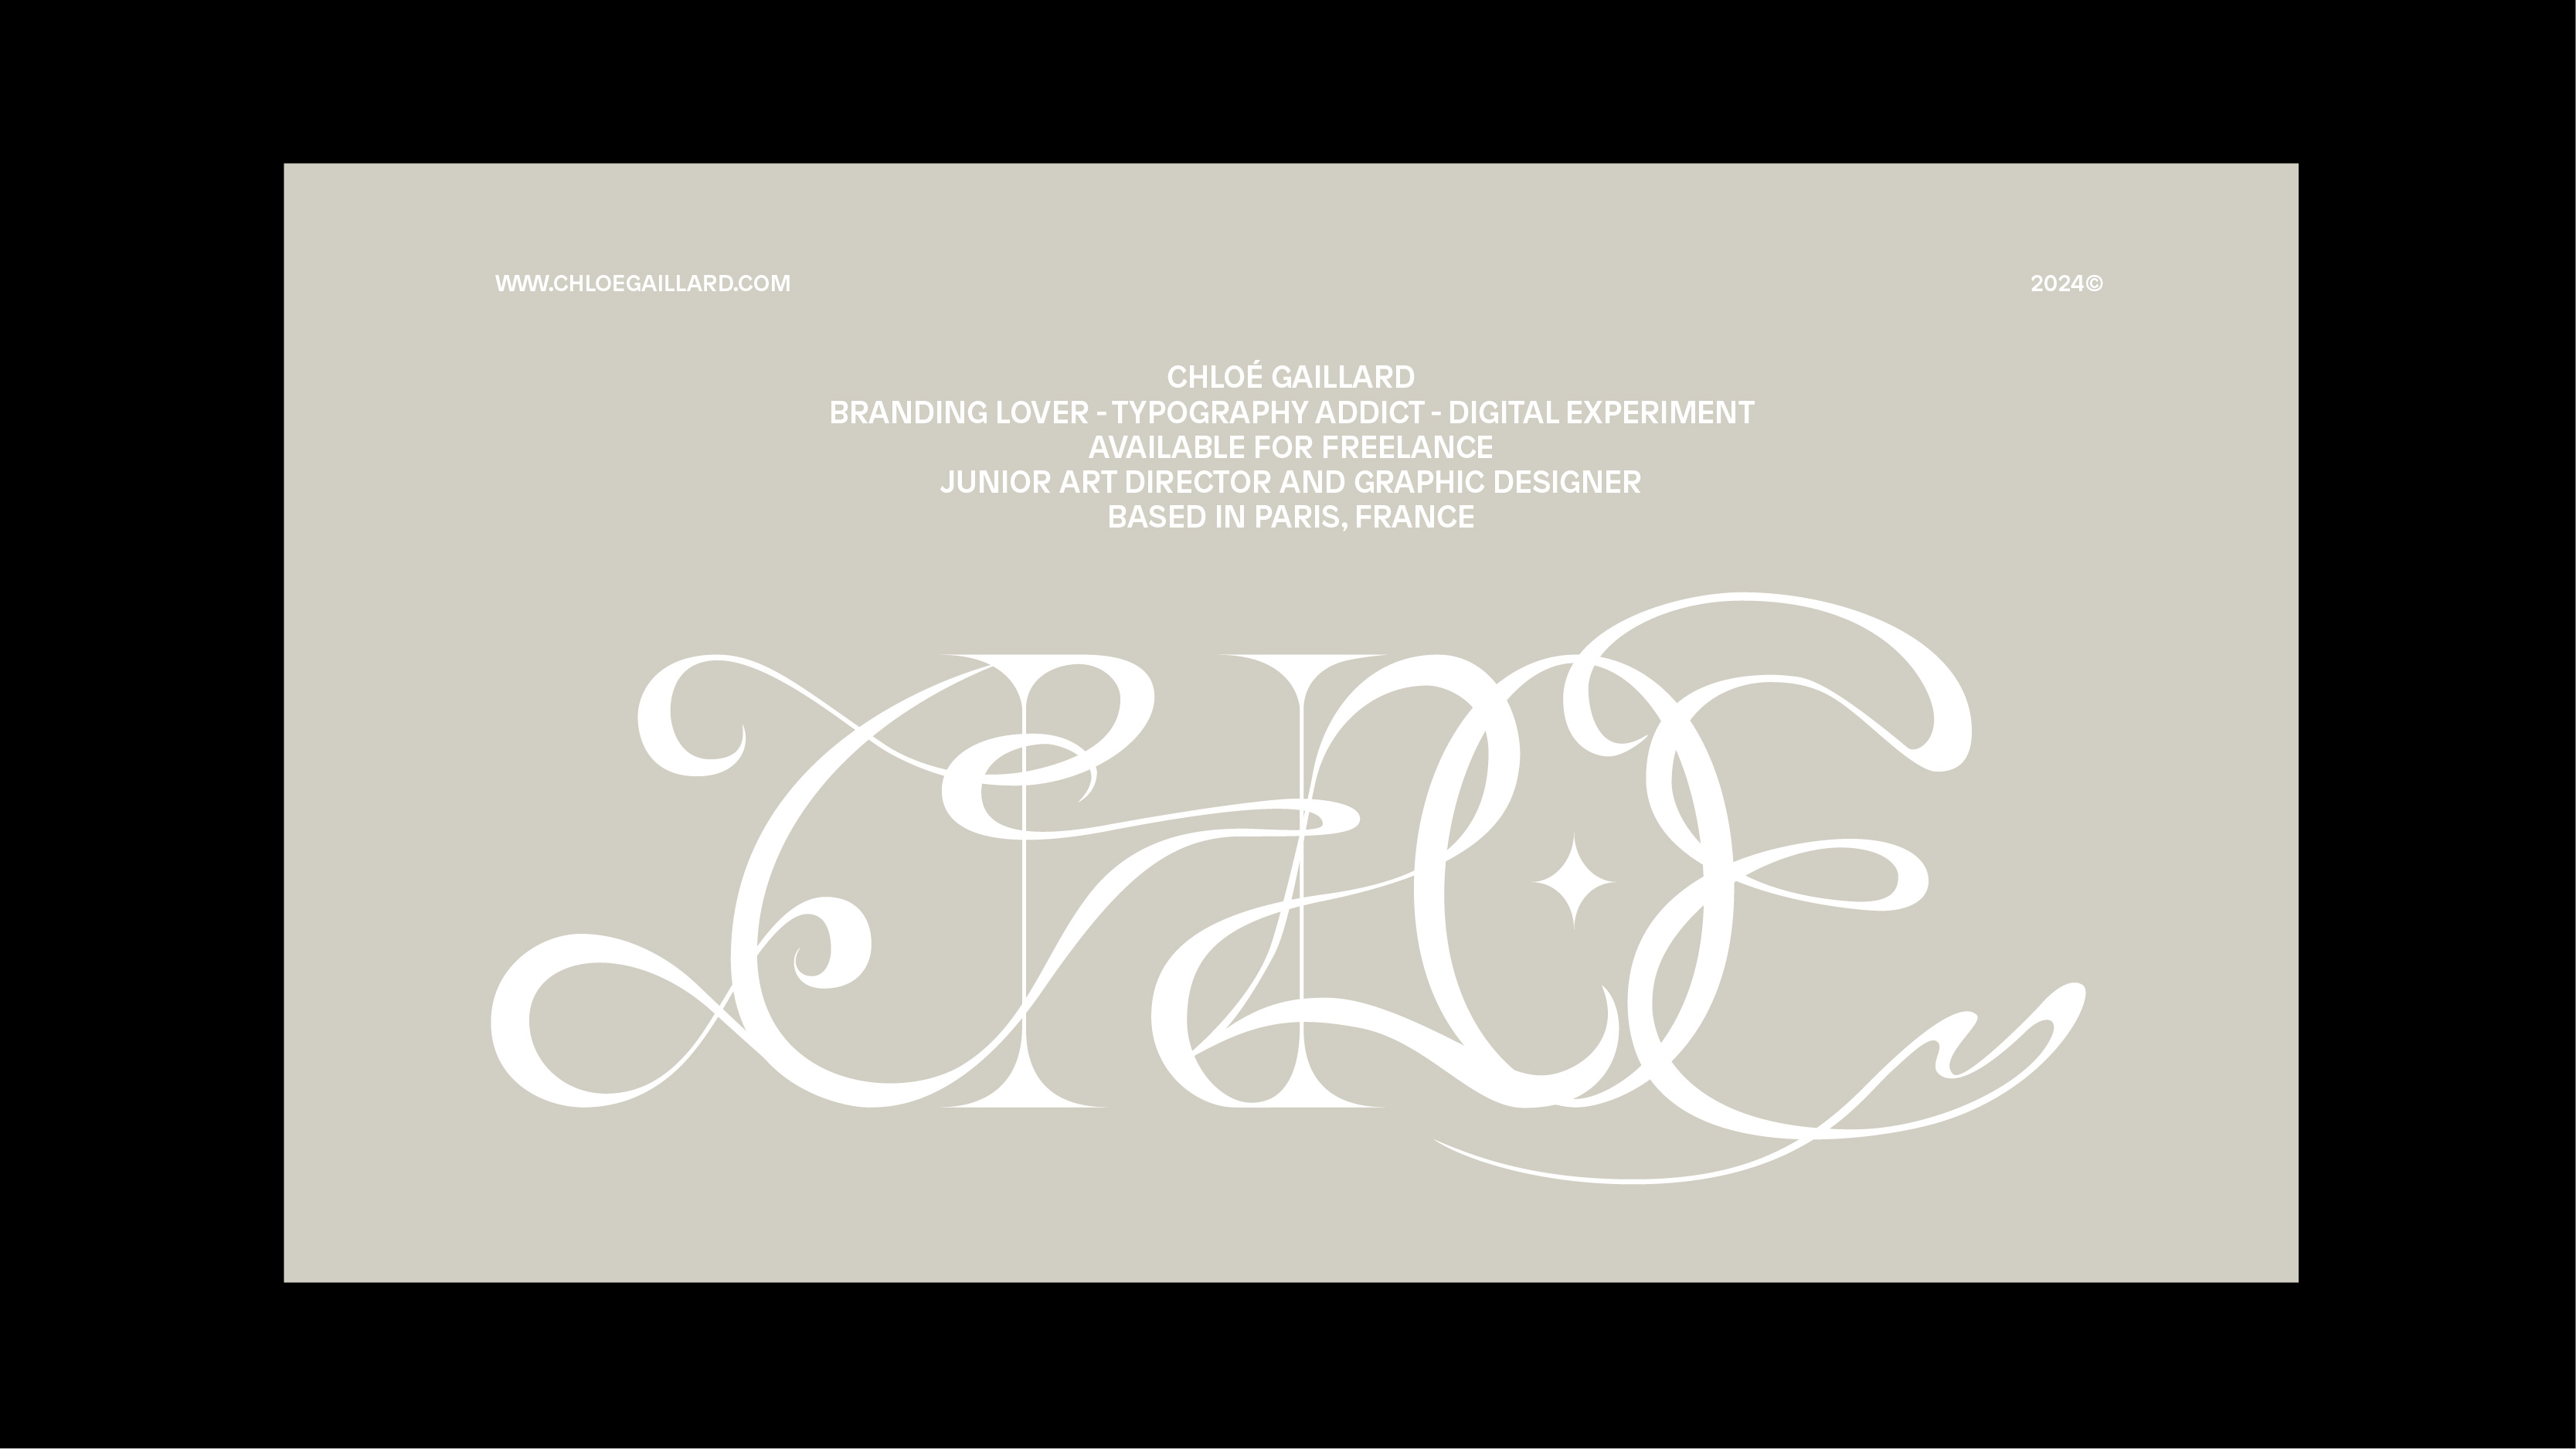 WWW.CHLOEGAILLARD.COM
2024©
CHLOÉ GAILLARD
BRANDING LOVER - TYPOGRAPHY ADDICT - DIGITAL EXPERIMENT
AVAILABLE FOR FREELANCE
JUNIOR ART DIRECTOR AND GRAPHIC DESIGNER
BASED IN PARIS, FRANCE
CHLOE